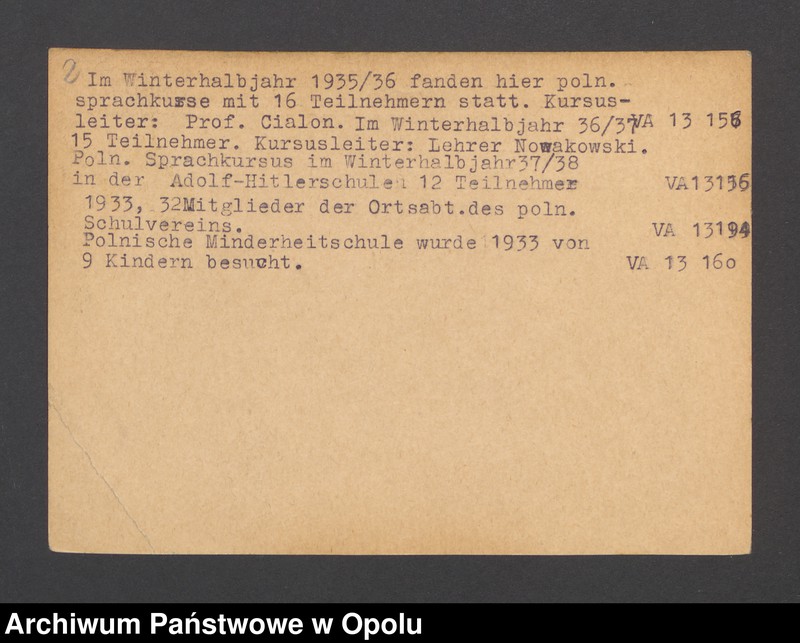 2
Im Winterhalbjahr 1935/36 fanden hier poln.
sprachkurse mit 16 Teilnehmern statt. Kursus-
leiter: Prof. Cialon. Im Winterhalbjahr 36/37 VA 13 156
15 Teilnehmer. Kursusleiter: Lehrer Nowakowski.
Poln. Sprachkursus im Winterhalbjahr37/38
in der Adolf-Hitlerschule 12 Teilnehmer VA13156
1933, 32Mitglieder der Ortsabt.des poln.
Schulvereins. VA 13194
Polnische Minderheitschule wurde 1933 von
9 Kindern besucht. VA 13 16o
Archiwum Państwowe w Opolu